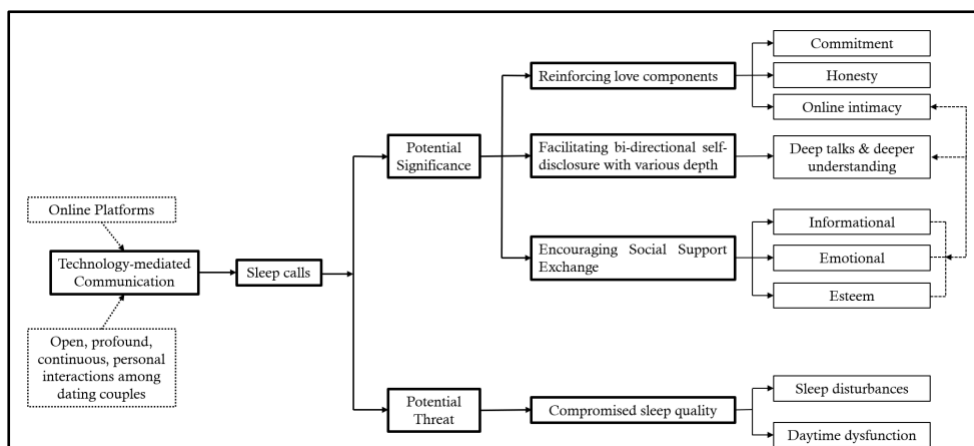 Online Platforms
Technology-mediated
Communication
Open, profound,
continuous, personal
interactions among
dating couples
Sleep calls
Potential
Significance
Potential
Threat
Reinforcing love components
Facilitating bi-directional self-
disclosure with various depth
Encouraging Social Support
Exchange
Compromised sleep quality
Commitment
Honesty
Online intimacy
Deep talks & deeper
understanding
Informational
Emotional
Esteem
Sleep disturbances
Daytime dysfunction